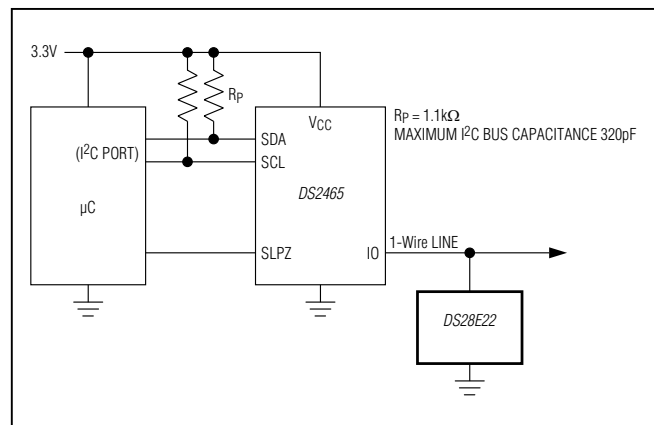 3.3V
RP
RP = 1.1kΩ
MAXIMUM I²C BUS CAPACITANCE 320pF
VCC
(I²C PORT)
SDA
SCL
DS2465
µC
1-Wire LINE
SLPZ
IO
DS28E22